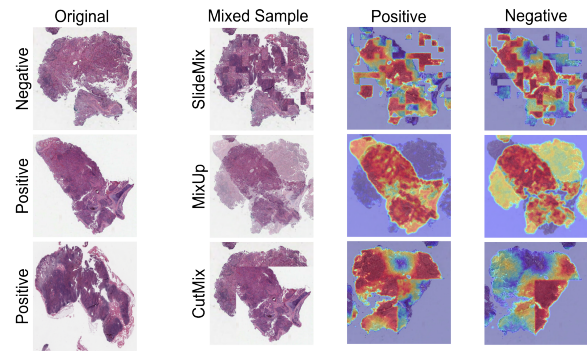 Original
Mixed Sample
Positive
Negative
Negative
SlideMix
Positive
MixUp
Positive
CutMix